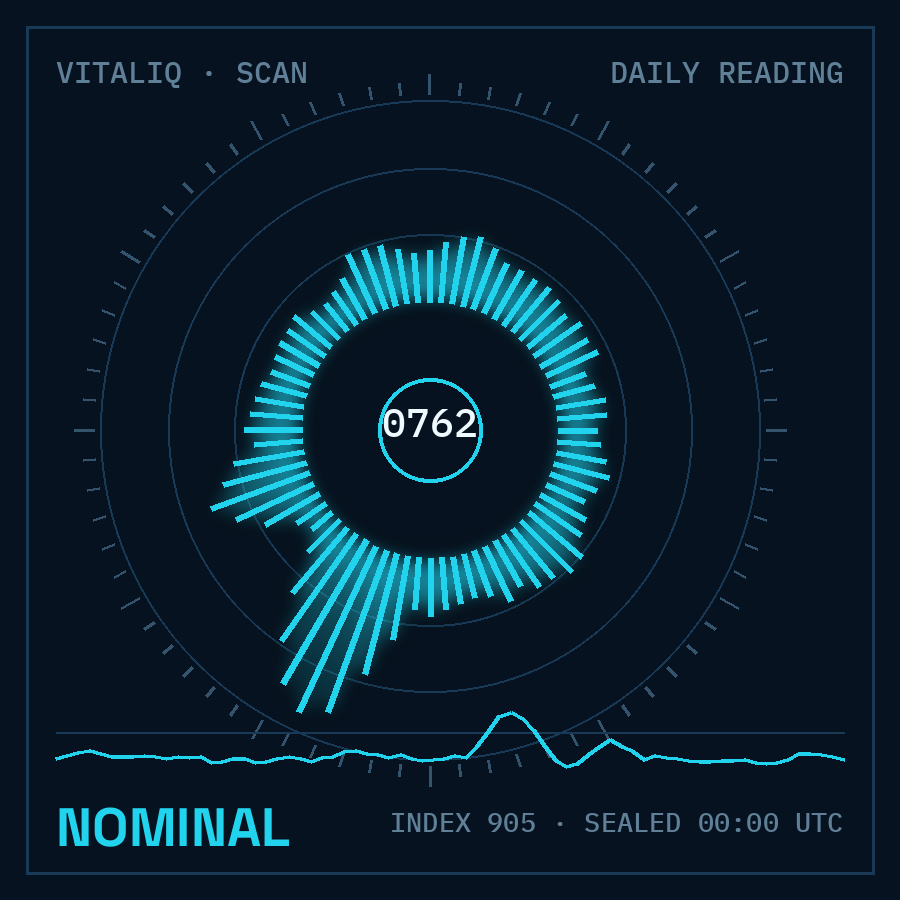 VITALIQ · SCAN
DAILY READING
0762
NOMINAL
INDEX 905 · SEALED 00:00 UTC